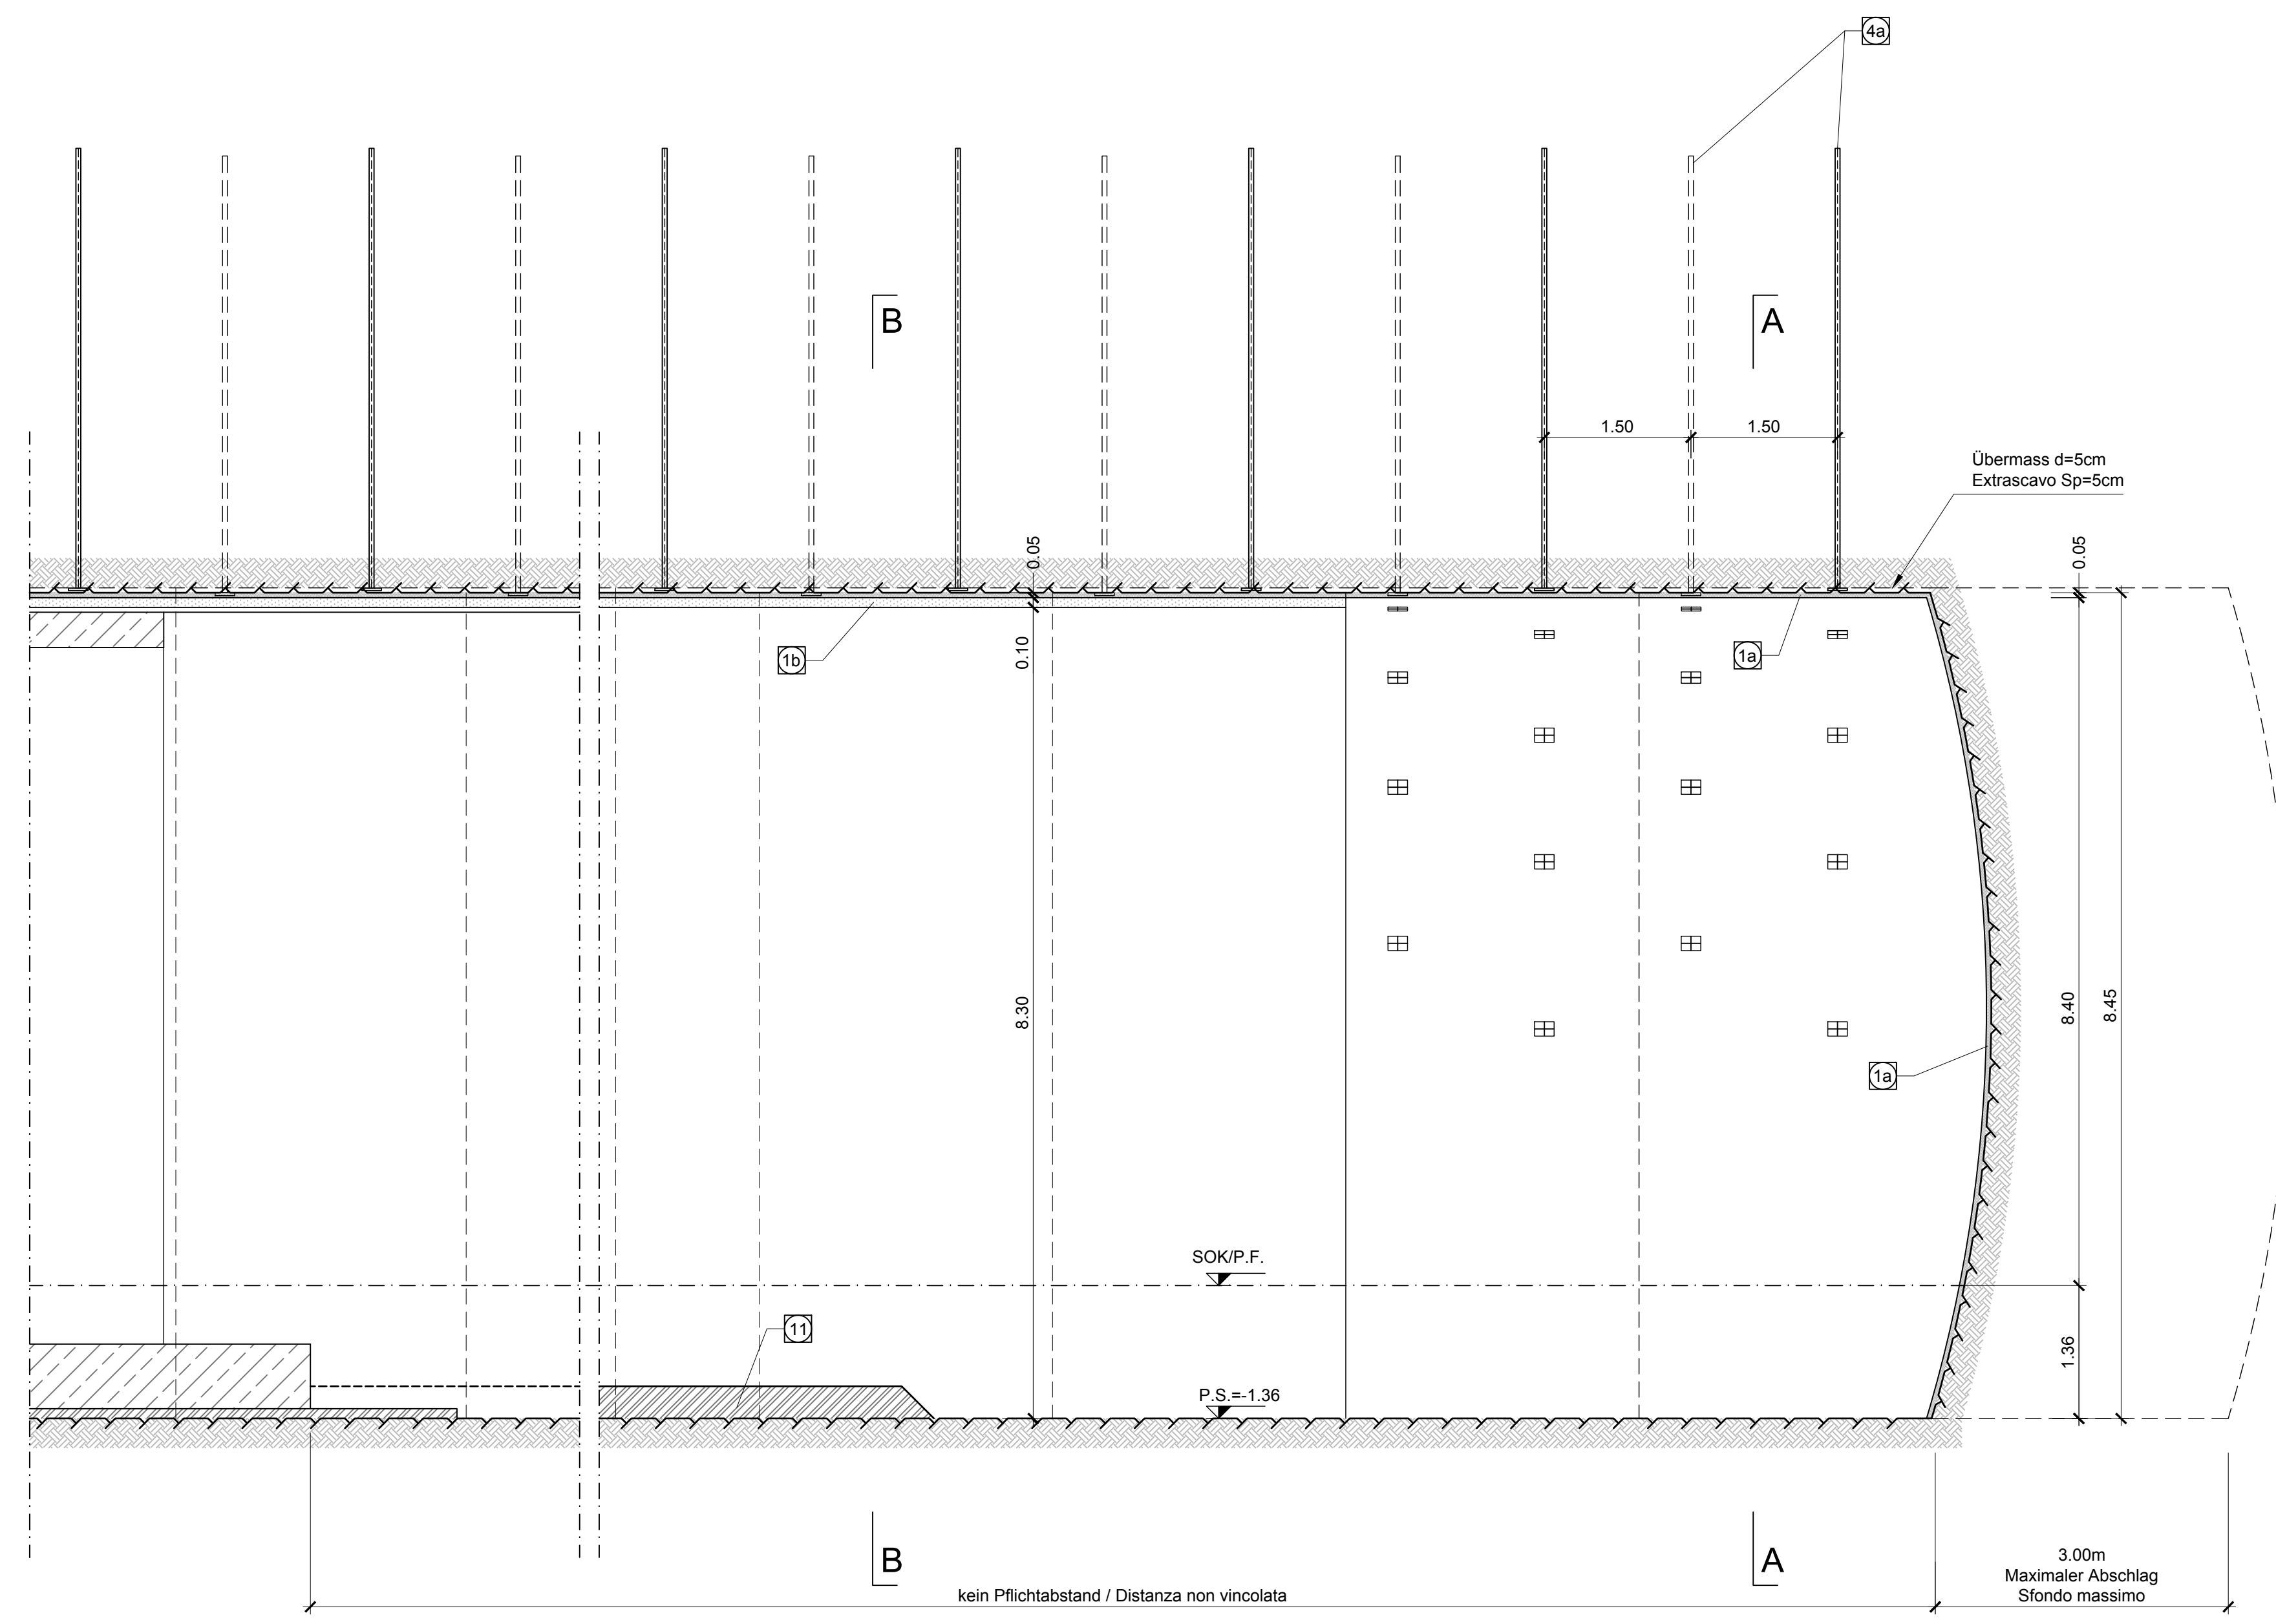 4a
B
A
1.50
1.50
Übermass d=5cm
Extrascavo Sp=5cm
0.05
0.05
1b
0.10
1a
8.30
8.40
8.45
1a
SOK/P.F.
11
1.36
P.S.=-1.36
B
A
kein Pflichtabstand / Distanza non vincolata
3.00m
Maximaler Abschlag
Sfondo massimo